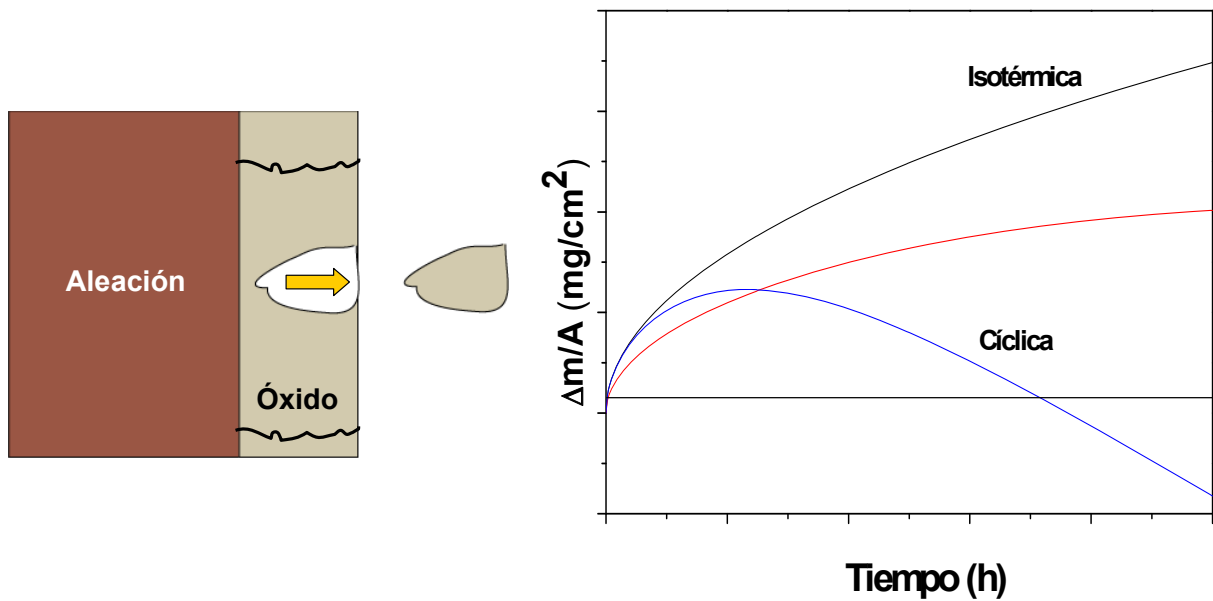 Aleación
Óxido
Isotérmica
Cíclica
Δm/A (mg/cm²)
Tiempo (h)